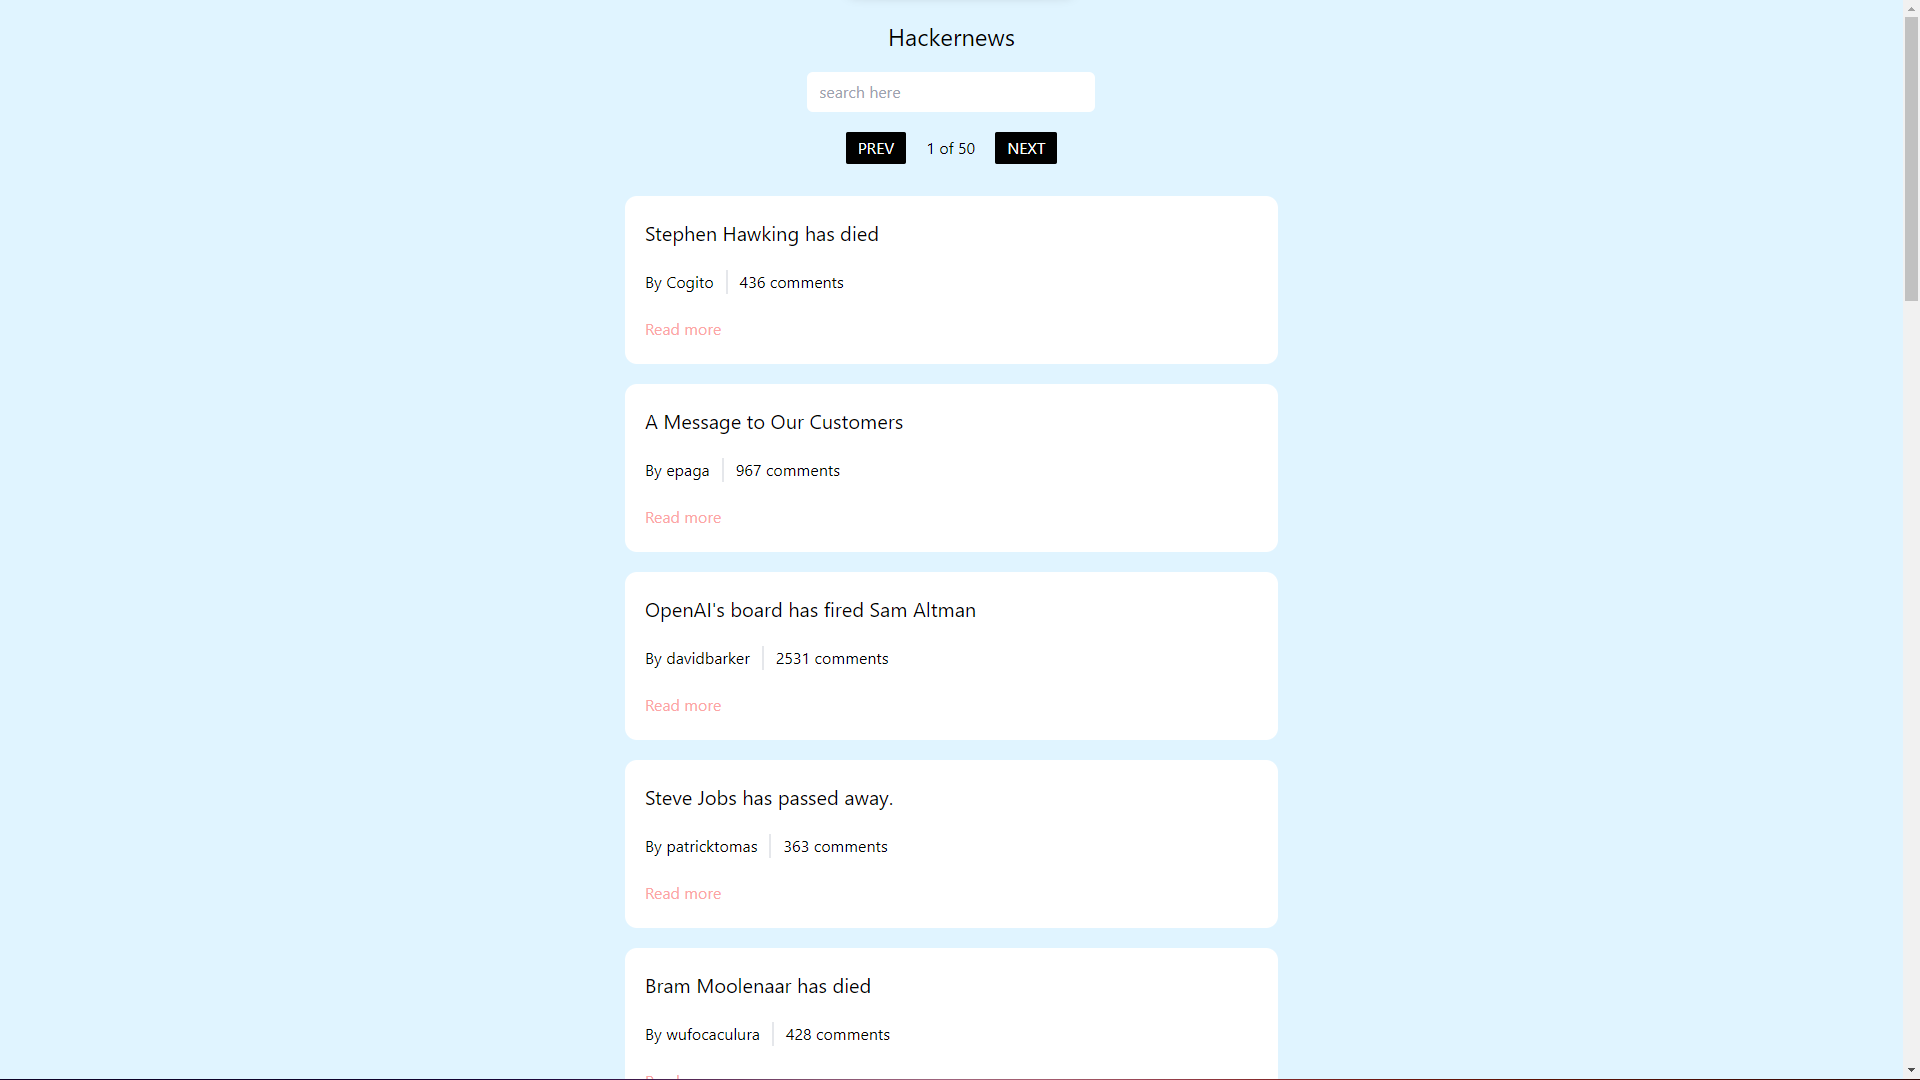 Hackernews
search here
PREV 1 of 50 NEXT
Stephen Hawking has died
By Cogito 436 comments
Read more
A Message to Our Customers
By epaga 967 comments
Read more
OpenAI's board has fired Sam Altman
By davidbarker 2531 comments
Read more
Steve Jobs has passed away.
By patricktomas 363 comments
Read more
Bram Moolenaar has died
By wufocaculura 428 comments